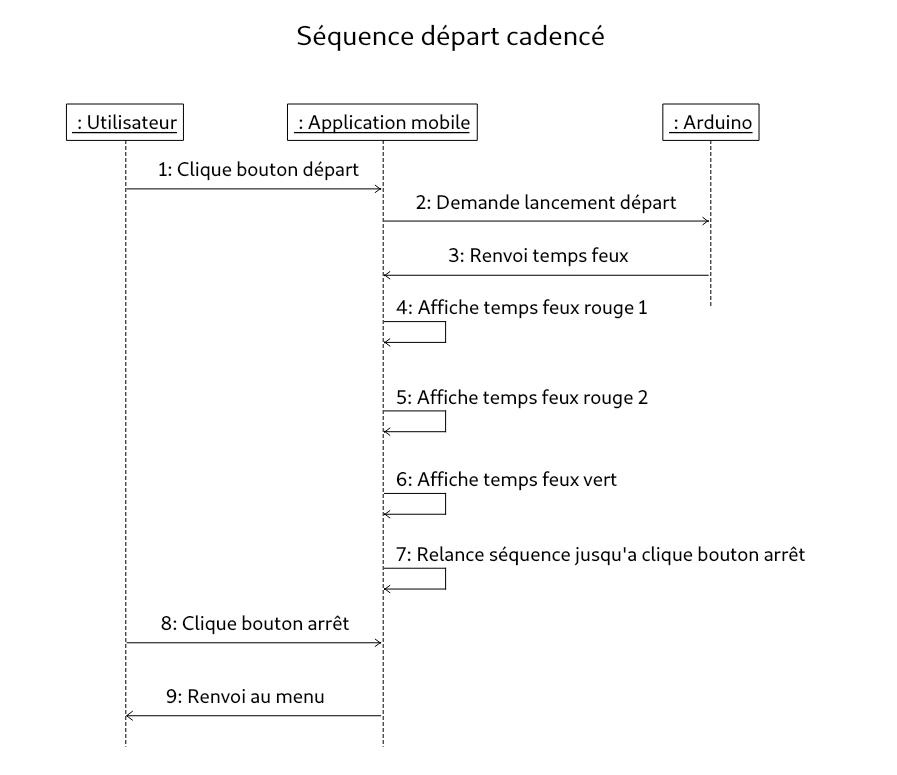 Séquence départ cadencé
: Utilisateur
: Application mobile
: Arduino
1: Clique bouton départ
2: Demande lancement départ
3: Renvoi temps feux
4: Affiche temps feux rouge 1
5: Affiche temps feux rouge 2
6: Affiche temps feux vert
7: Relance séquence jusqu'a clique bouton arrêt
8: Clique bouton arrêt
9: Renvoi au menu